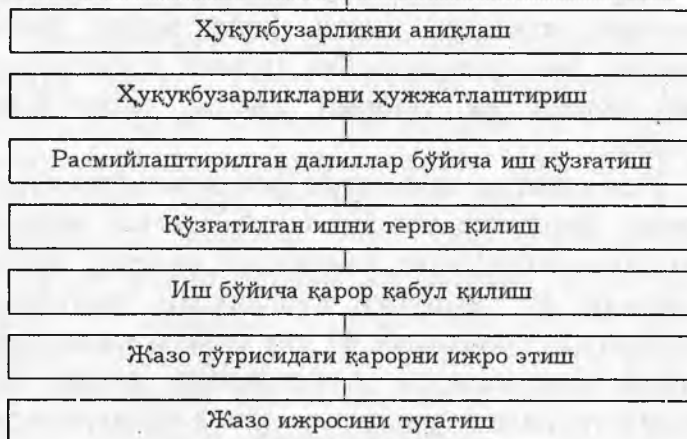 Ҳуқуқбузарликни аниқлаш
Ҳуқуқбузарликларни ҳужжатлаштириш
Расмийлаштирилган далиллар бўйича иш қўзғатиш
Қўзғатилган ишни тергов қилиш
Иш бўйича қарор қабул қилиш
Жазо тўғрисидаги қарорни ижро этиш
Жазо ижросини тугатиш